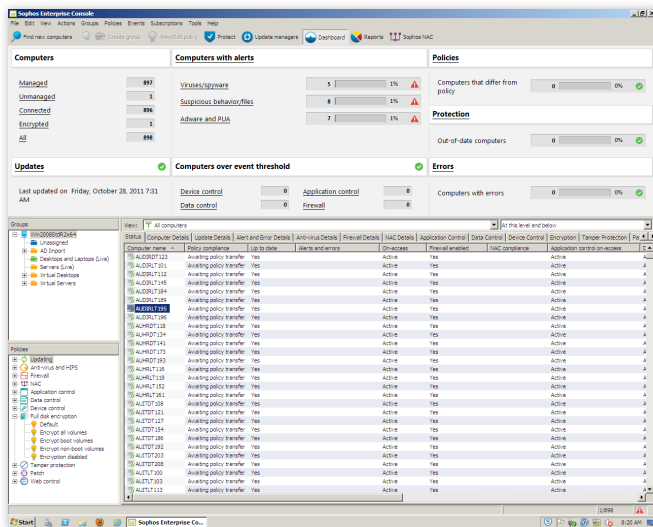 Sophos Enterprise Console
File Edit View Actions Groups Policies Events Subscriptions Tools Help
Find new computers Create group View/Edit policy Protect Update managers Dashboard Reports Sophos NAC
Computers
Managed 897
Unmanaged 1
Connected 896
Encrypted 1
All 898
Computers with alerts
Viruses/spyware 5 1%
Suspicious behavior/files 8 1%
Adware and PUA 7 1%
Policies
Computers that differ from
policy 0 0%
Protection
Out-of-date computers 0 0%
Updates
Last updated on Friday, October 28, 2011 7:31
AM
Computers over event threshold
Device control 0 Application control 0
Data control 0 Firewall 0
Errors
Computers with errors 0 0%
Groups
Win2008StdR2x64
Unassigned
AD Import
Desktops and Laptops (Live)
Servers (Live)
Virtual Desktops
Virtual Servers
Policies
Updating
Anti-virus and HIPS
Firewall
NAC
Application control
Data control
Device control
Full disk encryption
Default
Encrypt all volumes
Encrypt boot volumes
Encrypt non-boot volumes
Encryption disabled
Tamper protection
Patch
Web control
View: All computers At this level and below
Status Computer Details Update Details Alert and Error Details Anti-virus Details Firewall Details NAC Details Application Control Data Control Device Control Encryption Tamper Protection Pa
Computer name Policy compliance Up to date Alerts and errors On-access Firewall enabled NAC compliance Application control on-access
AUDIRDT123 Awaiting policy transfer Yes Active Yes Active
AUDIRLT101 Awaiting policy transfer Yes Active Yes Active
AUDIRLT112 Awaiting policy transfer Yes Active Yes Active
AUDIRLT145 Awaiting policy transfer Yes Active Yes Active
AUDIRLT184 Awaiting policy transfer Yes Active Yes Active
AUDIRLT189 Awaiting policy transfer Yes Active Yes Active
AUDIRLT195 Awaiting policy transfer Yes Active Yes Active
AUDIRLT196 Awaiting policy transfer Yes Active Yes Active
AUHRDT118 Awaiting policy transfer Yes Active Yes Active
AUHRDT134 Awaiting policy transfer Yes Active Yes Active
AUHRDT141 Awaiting policy transfer Yes Active Yes Active
AUHRDT173 Awaiting policy transfer Yes Active Yes Active
AUHRDT193 Awaiting policy transfer Yes Active Yes Active
AUHRLT116 Awaiting policy transfer Yes Active Yes Active
AUHRLT119 Awaiting policy transfer Yes Active Yes Active
AUHRLT152 Awaiting policy transfer Yes Active Yes Active
AUHRLT161 Awaiting policy transfer Yes Active Yes Active
AUITDT108 Awaiting policy transfer Yes Active Yes Active
AUITDT121 Awaiting policy transfer Yes Active Yes Active
AUITDT127 Awaiting policy transfer Yes Active Yes Active
AUITDT154 Awaiting policy transfer Yes Active Yes Active
AUITDT186 Awaiting policy transfer Yes Active Yes Active
AUITDT192 Awaiting policy transfer Yes Active Yes Active
AUITDT203 Awaiting policy transfer Yes Active Yes Active
AUITDT208 Awaiting policy transfer Yes Active Yes Active
AUITLT100 Awaiting policy transfer Yes Active Yes Active
AUITLT103 Awaiting policy transfer Yes Active Yes Active
AUITLT113 Awaiting policy transfer Yes Active Yes Active
1/898
Start Sophos Enterprise Co... 8:20 AM